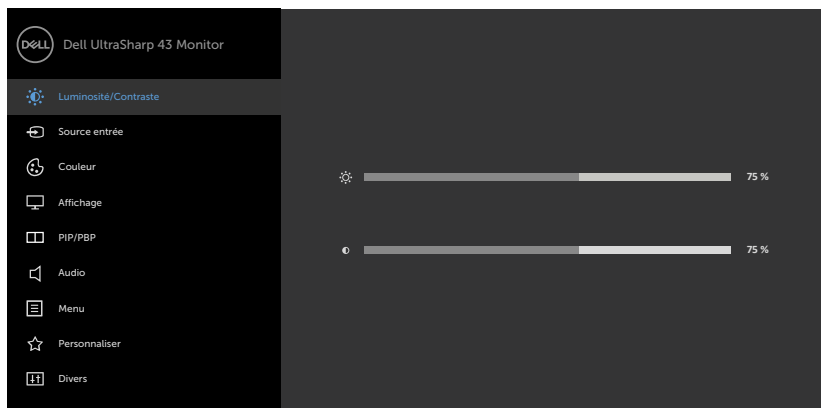 DELL
Dell UltraSharp 43 Monitor
Luminosité/Contraste
Source entrée
Couleur
75 %
Affichage
PIP/PBP
75 %
Audio
Menu
Personnaliser
Divers